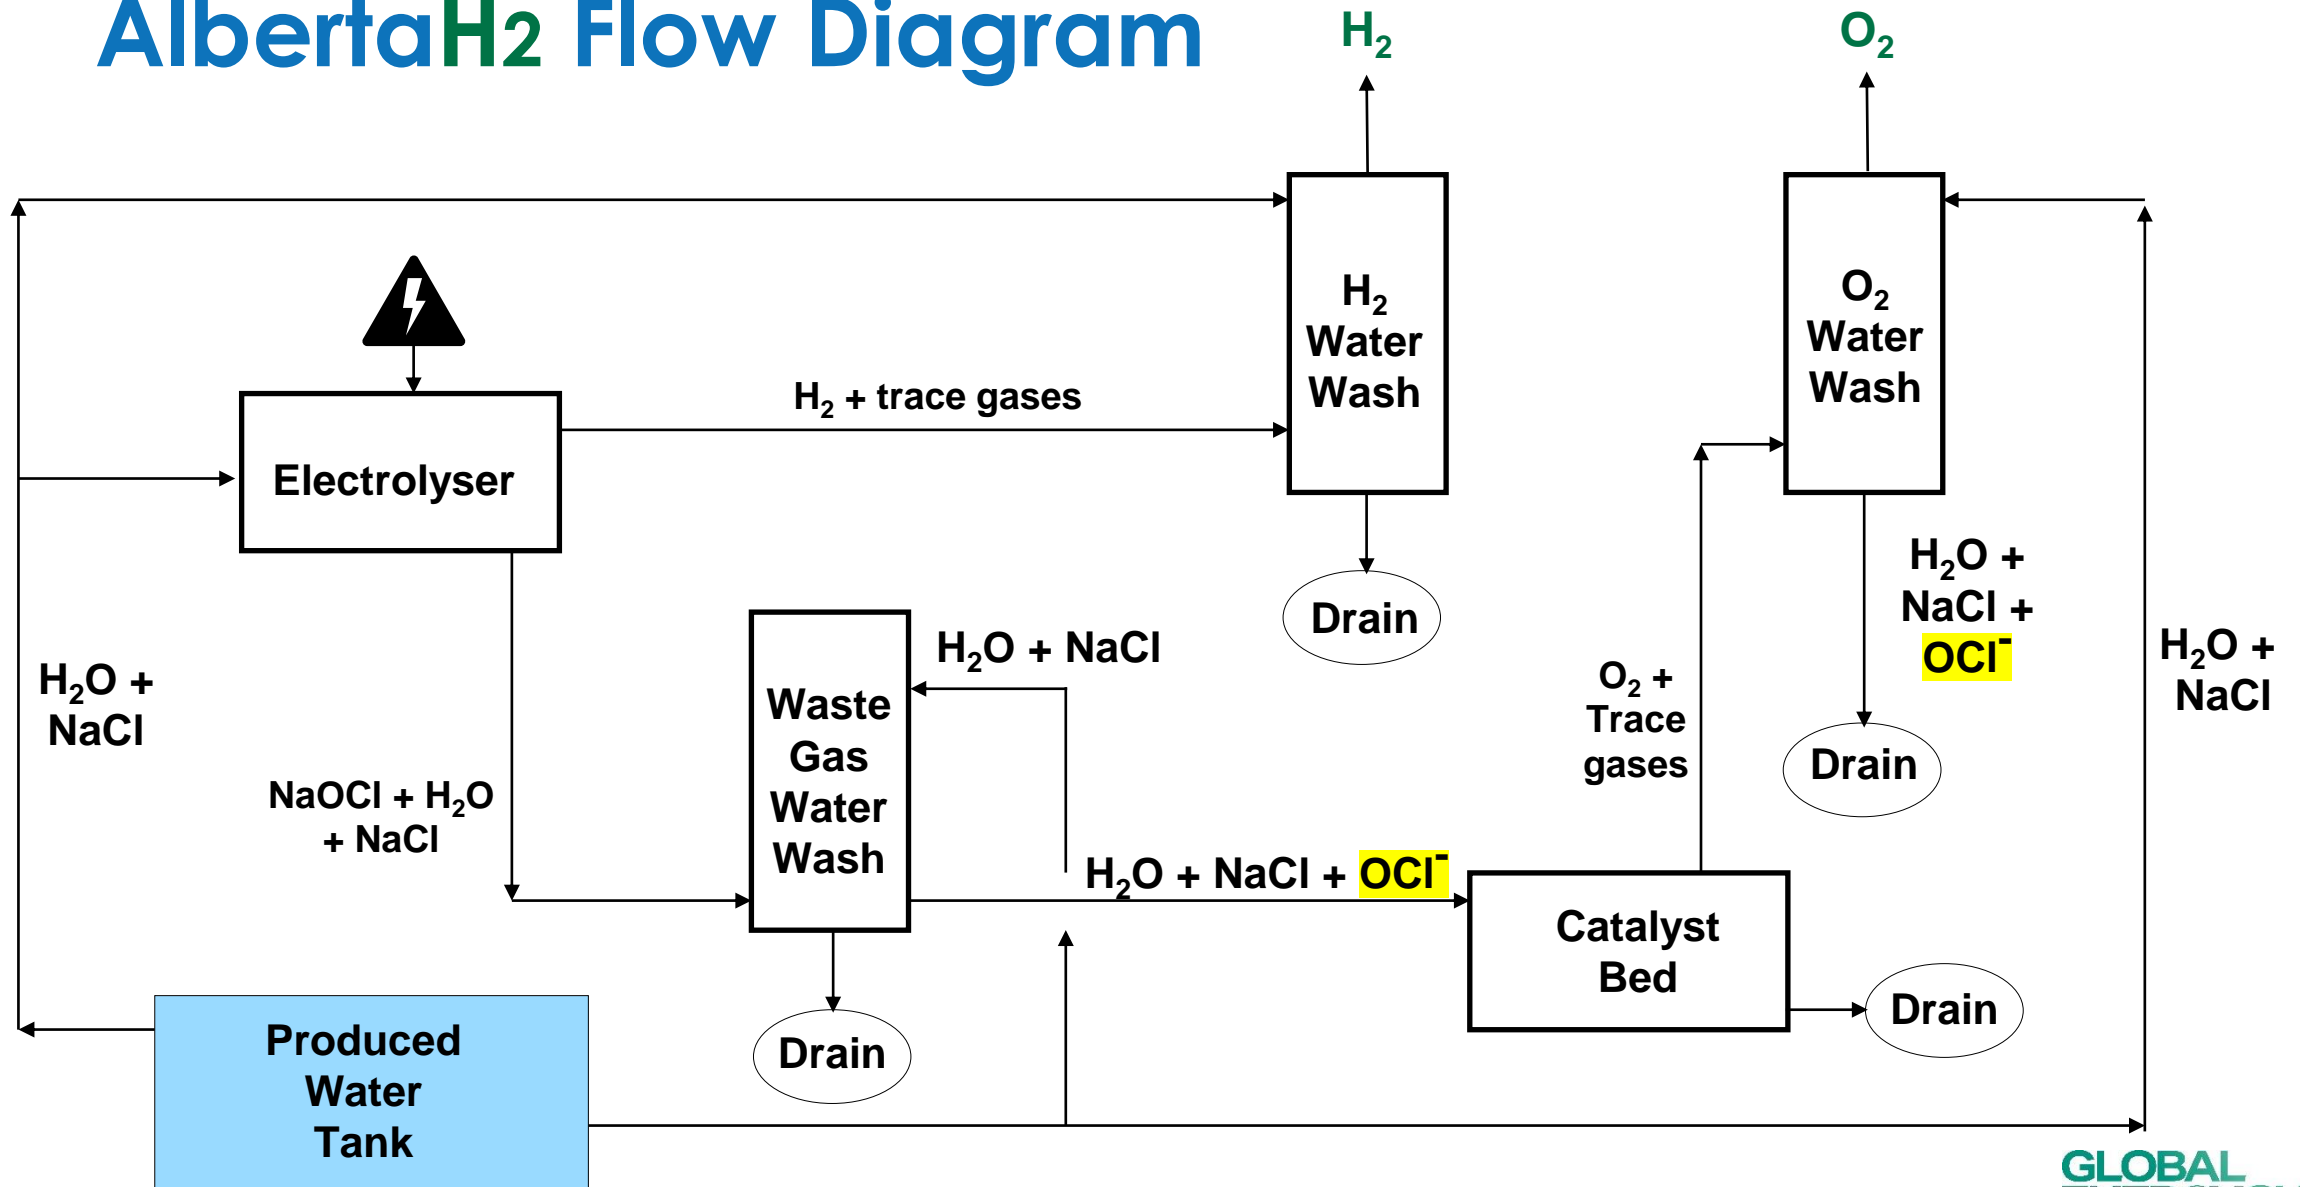 AlbertaH2 Flow Diagram
H₂
O₂
H₂
Water
Wash
O₂
Water
Wash
H₂ + trace gases
Electrolyser
H₂O +
NaCl +
OCl⁻
Drain
H₂O + NaCl
H₂O +
NaCl
H₂O +
NaCl
Waste
Gas
Water
Wash
O₂ +
Trace
gases
Drain
NaOCl + H₂O
+ NaCl
H₂O + NaCl + OCl⁻
Catalyst
Bed
Drain
Drain
Produced
Water
Tank
GLOBAL